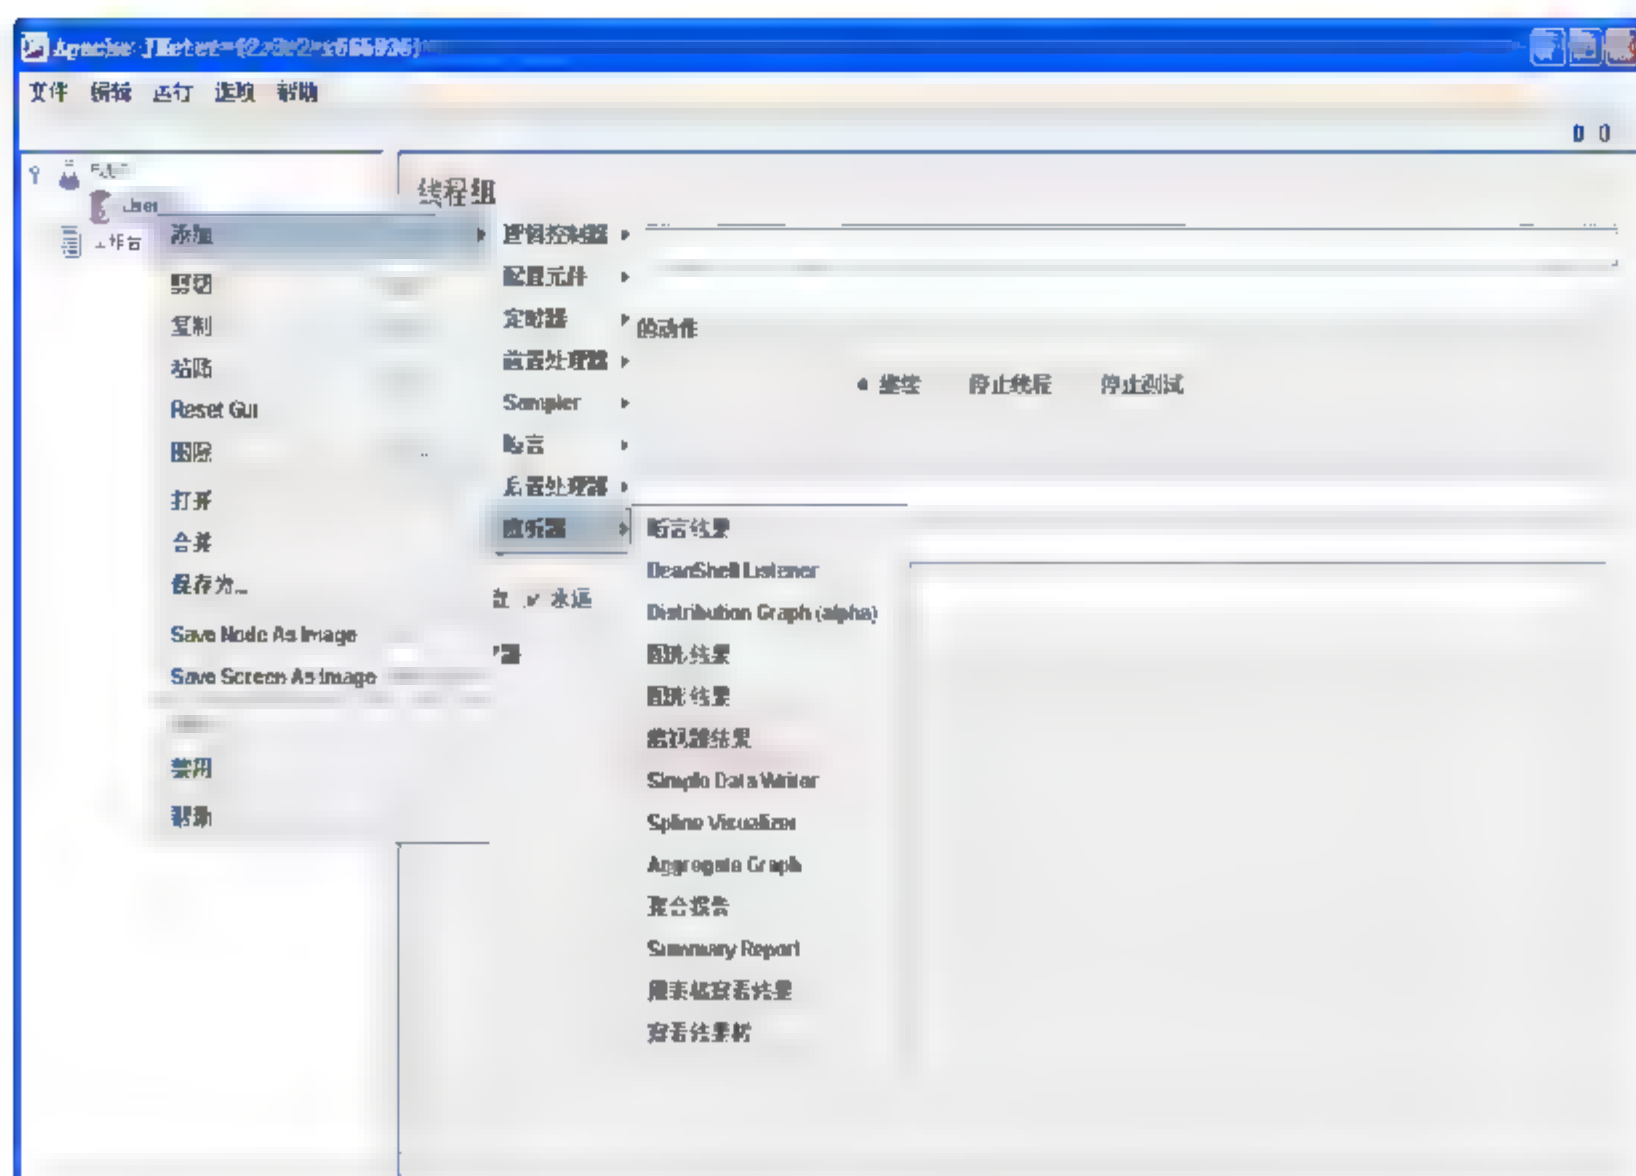 Apache JMeter
文件 编辑 运行 选项 帮助
0 0
线程组
User
工作台
添加
逻辑控制器
剪切
配置元件
复制
定时器
的动作
粘贴
前置处理器
继续 停止线程 停止测试
Reset Gui
Sampler
删除
断言
打开
后置处理器
合并
监听器
断言结果
保存为...
BeanShell Listener
永远
Distribution Graph (alpha)
Save Node As Image
图形结果
Save Screen As Image
图形结果
监视器结果
禁用
Simple Data Writer
帮助
Spline Visualizer
Aggregate Graph
聚合报告
Summary Report
用表格察看结果
察看结果树